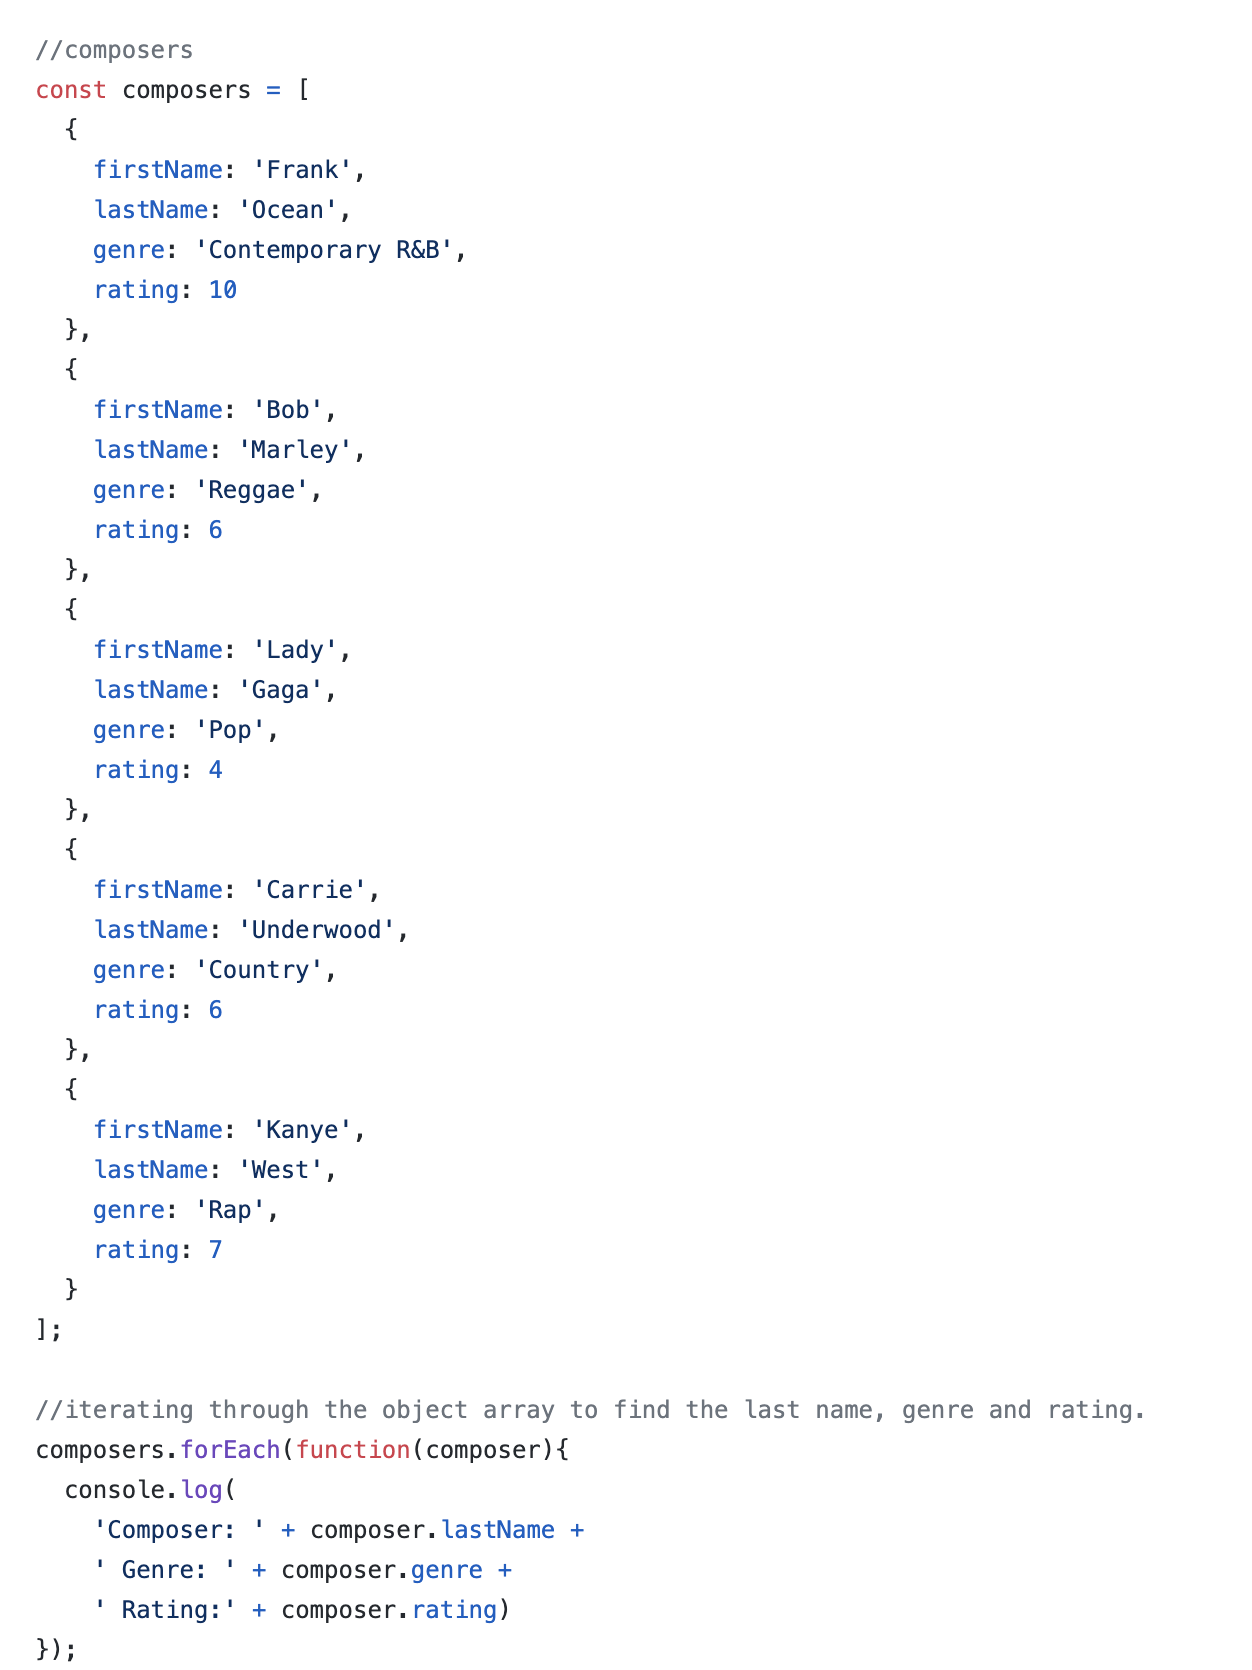 //composers
const composers = [
  {
    firstName: 'Frank',
    lastName: 'Ocean',
    genre: 'Contemporary R&B',
    rating: 10
  },
  {
    firstName: 'Bob',
    lastName: 'Marley',
    genre: 'Reggae',
    rating: 6
  },
  {
    firstName: 'Lady',
    lastName: 'Gaga',
    genre: 'Pop',
    rating: 4
  },
  {
    firstName: 'Carrie',
    lastName: 'Underwood',
    genre: 'Country',
    rating: 6
  },
  {
    firstName: 'Kanye',
    lastName: 'West',
    genre: 'Rap',
    rating: 7
  }
];

//iterating through the object array to find the last name, genre and rating.
composers.forEach(function(composer){
  console.log(
    'Composer: ' + composer.lastName +
    ' Genre: ' + composer.genre +
    ' Rating:' + composer.rating)
});